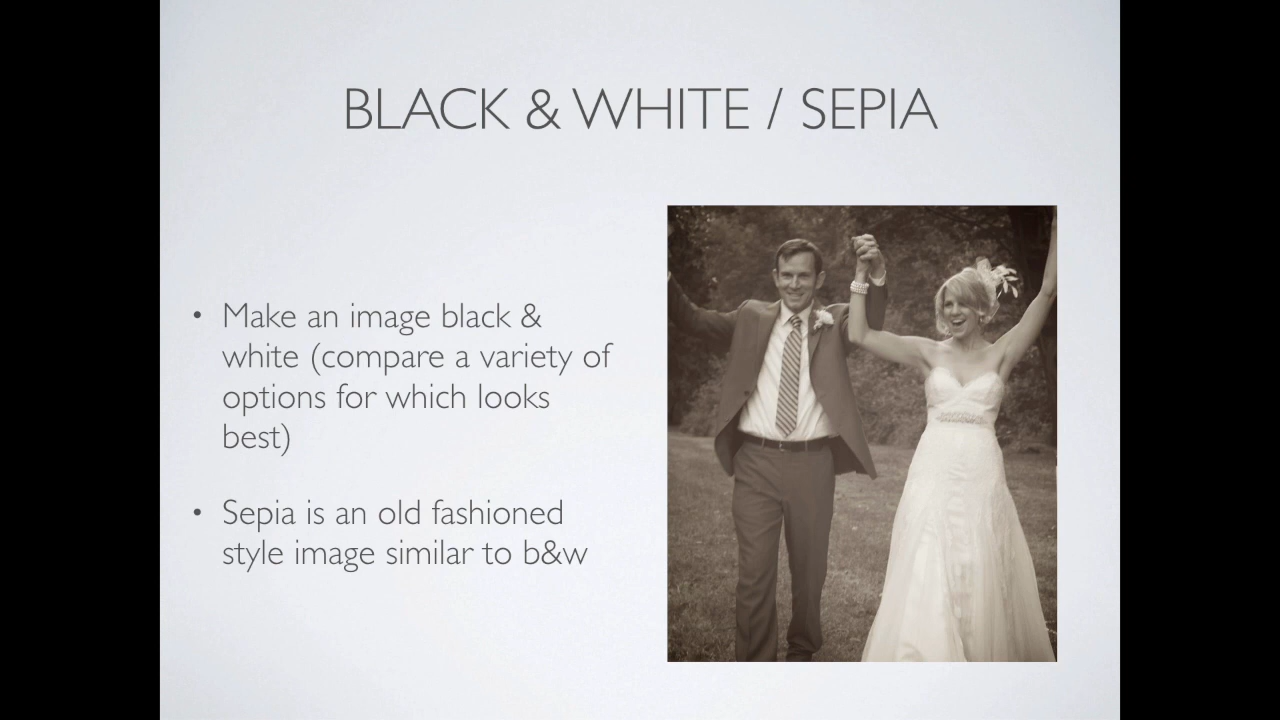 BLACK & WHITE / SEPIA
• Make an image black &
white (compare a variety of
options for which looks
best)
• Sepia is an old fashioned
style image similar to b&w